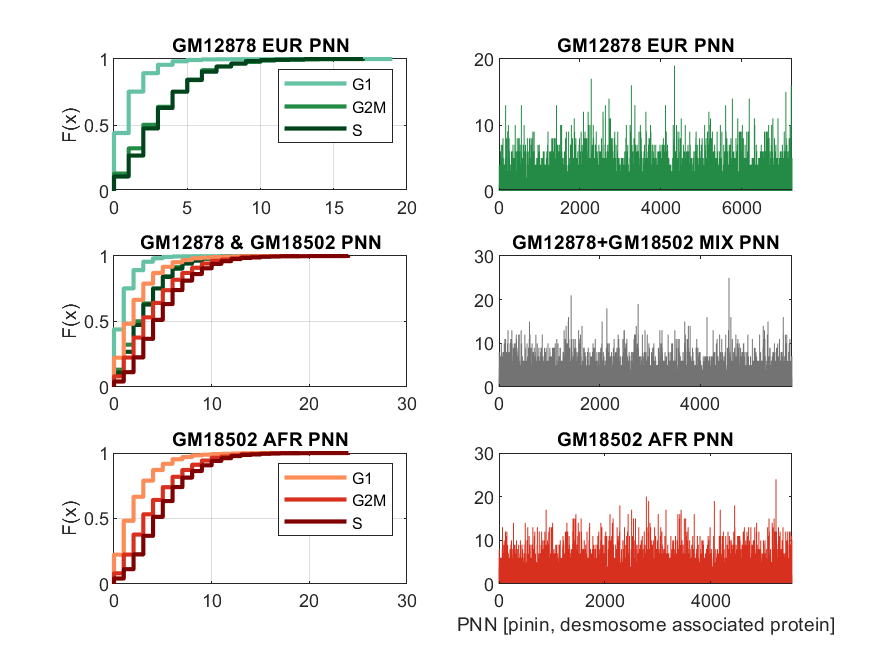 GM12878 EUR PNN
1
0.5
0
F(x)
0 5 10 15 20
G1
G2M
S
GM12878 EUR PNN
20
10
0
0 2000 4000 6000
GM12878 & GM18502 PNN
1
0.5
0
F(x)
0 10 20 30
GM12878+GM18502 MIX PNN
30
20
10
0
0 2000 4000
GM18502 AFR PNN
1
0.5
0
F(x)
0 10 20 30
G1
G2M
S
GM18502 AFR PNN
30
20
10
0
0 2000 4000
PNN [pinin, desmosome associated protein]